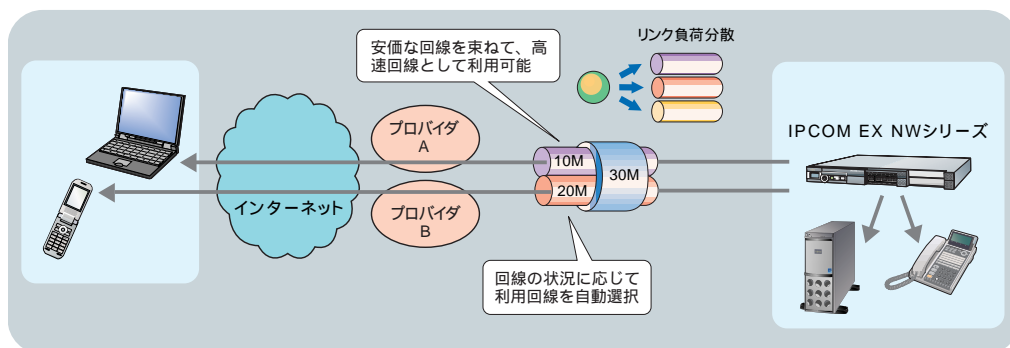 安価な回線を束ねて、高
速回線として利用可能
リンク負荷分散
IPCOM EX NWシリーズ
プロバイダ
A
10M
30M
20M
インターネット
プロバイダ
B
回線の状況に応じて
利用回線を自動選択